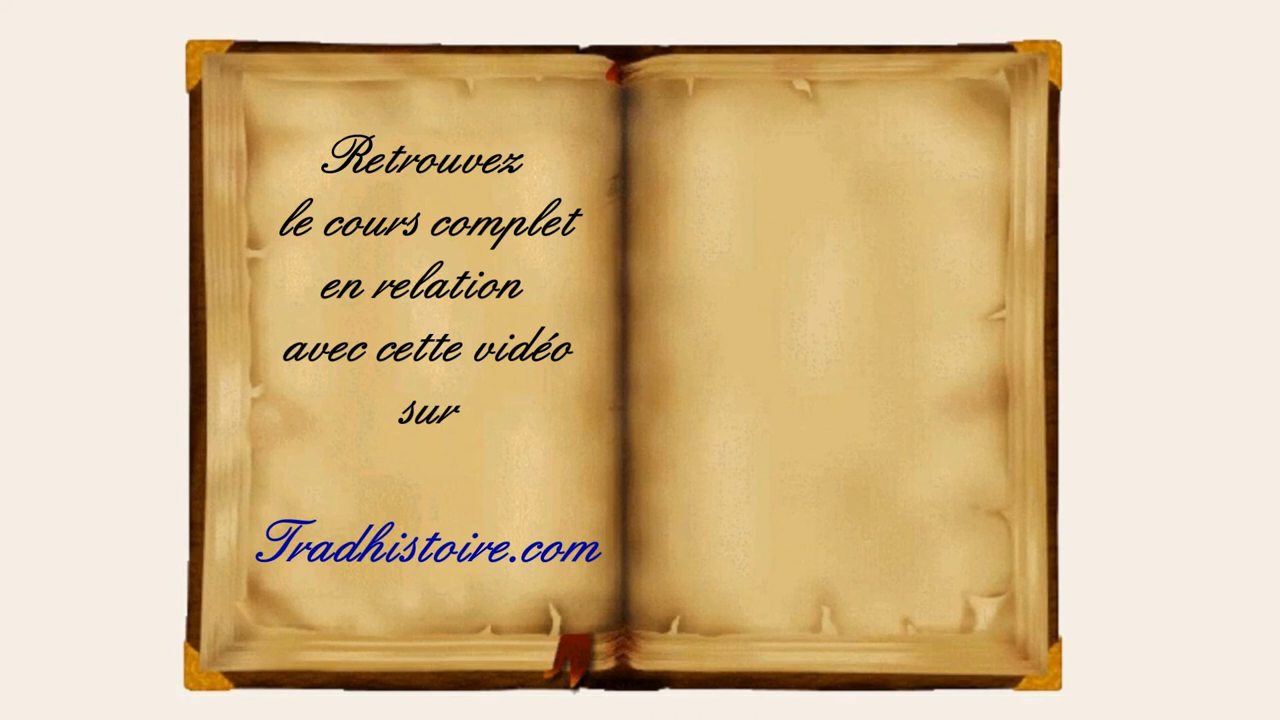 Retrouvez
le cours complet
en relation
avec cette vidéo
sur
Tradhistoire.com